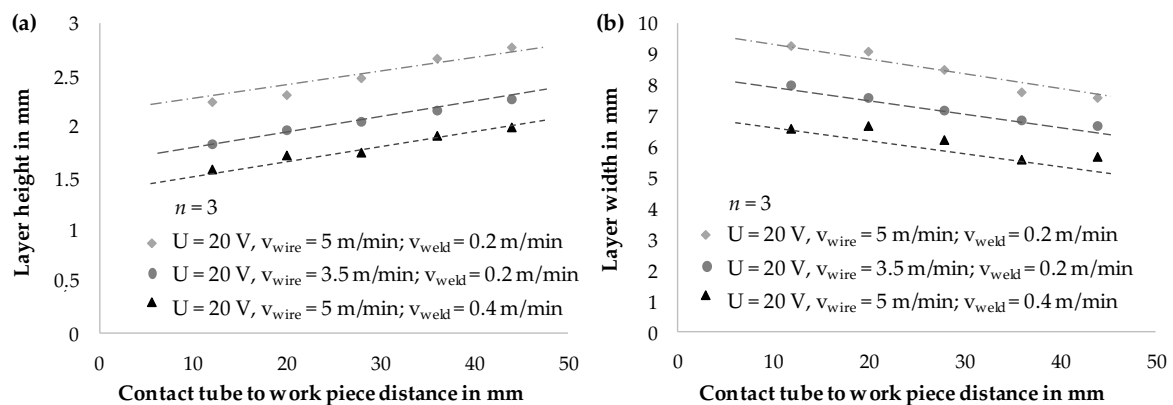 (a)
3
2.5
2
1.5
1
0.5
0
Layer height in mm
n = 3
U = 20 V, vwire = 5 m/min; vweld = 0.2 m/min
U = 20 V, vwire = 3.5 m/min; vweld = 0.2 m/min
U = 20 V, vwire = 5 m/min; vweld = 0.4 m/min
0 10 20 30 40 50
Contact tube to work piece distance in mm
(b)
10
9
8
7
6
5
4
3
2
1
0
Layer width in mm
n = 3
U = 20 V, vwire = 5 m/min; vweld = 0.2 m/min
U = 20 V, vwire = 3.5 m/min; vweld = 0.2 m/min
U = 20 V, vwire = 5 m/min; vweld = 0.4 m/min
0 10 20 30 40 50
Contact tube to work piece distance in mm